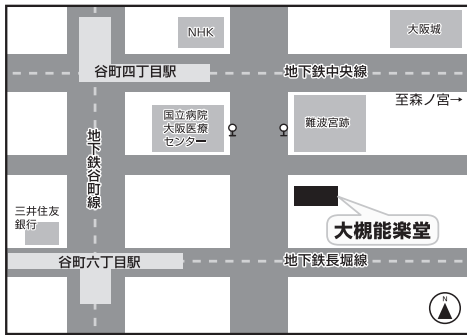 NHK
大阪城
谷町四丁目駅
地下鉄中央線
至森ノ宮→
国立病院
大阪医療
センター
難波宮跡
地下鉄谷町線
三井住友
銀行
大槻能楽堂
谷町六丁目駅
地下鉄長堀線
N